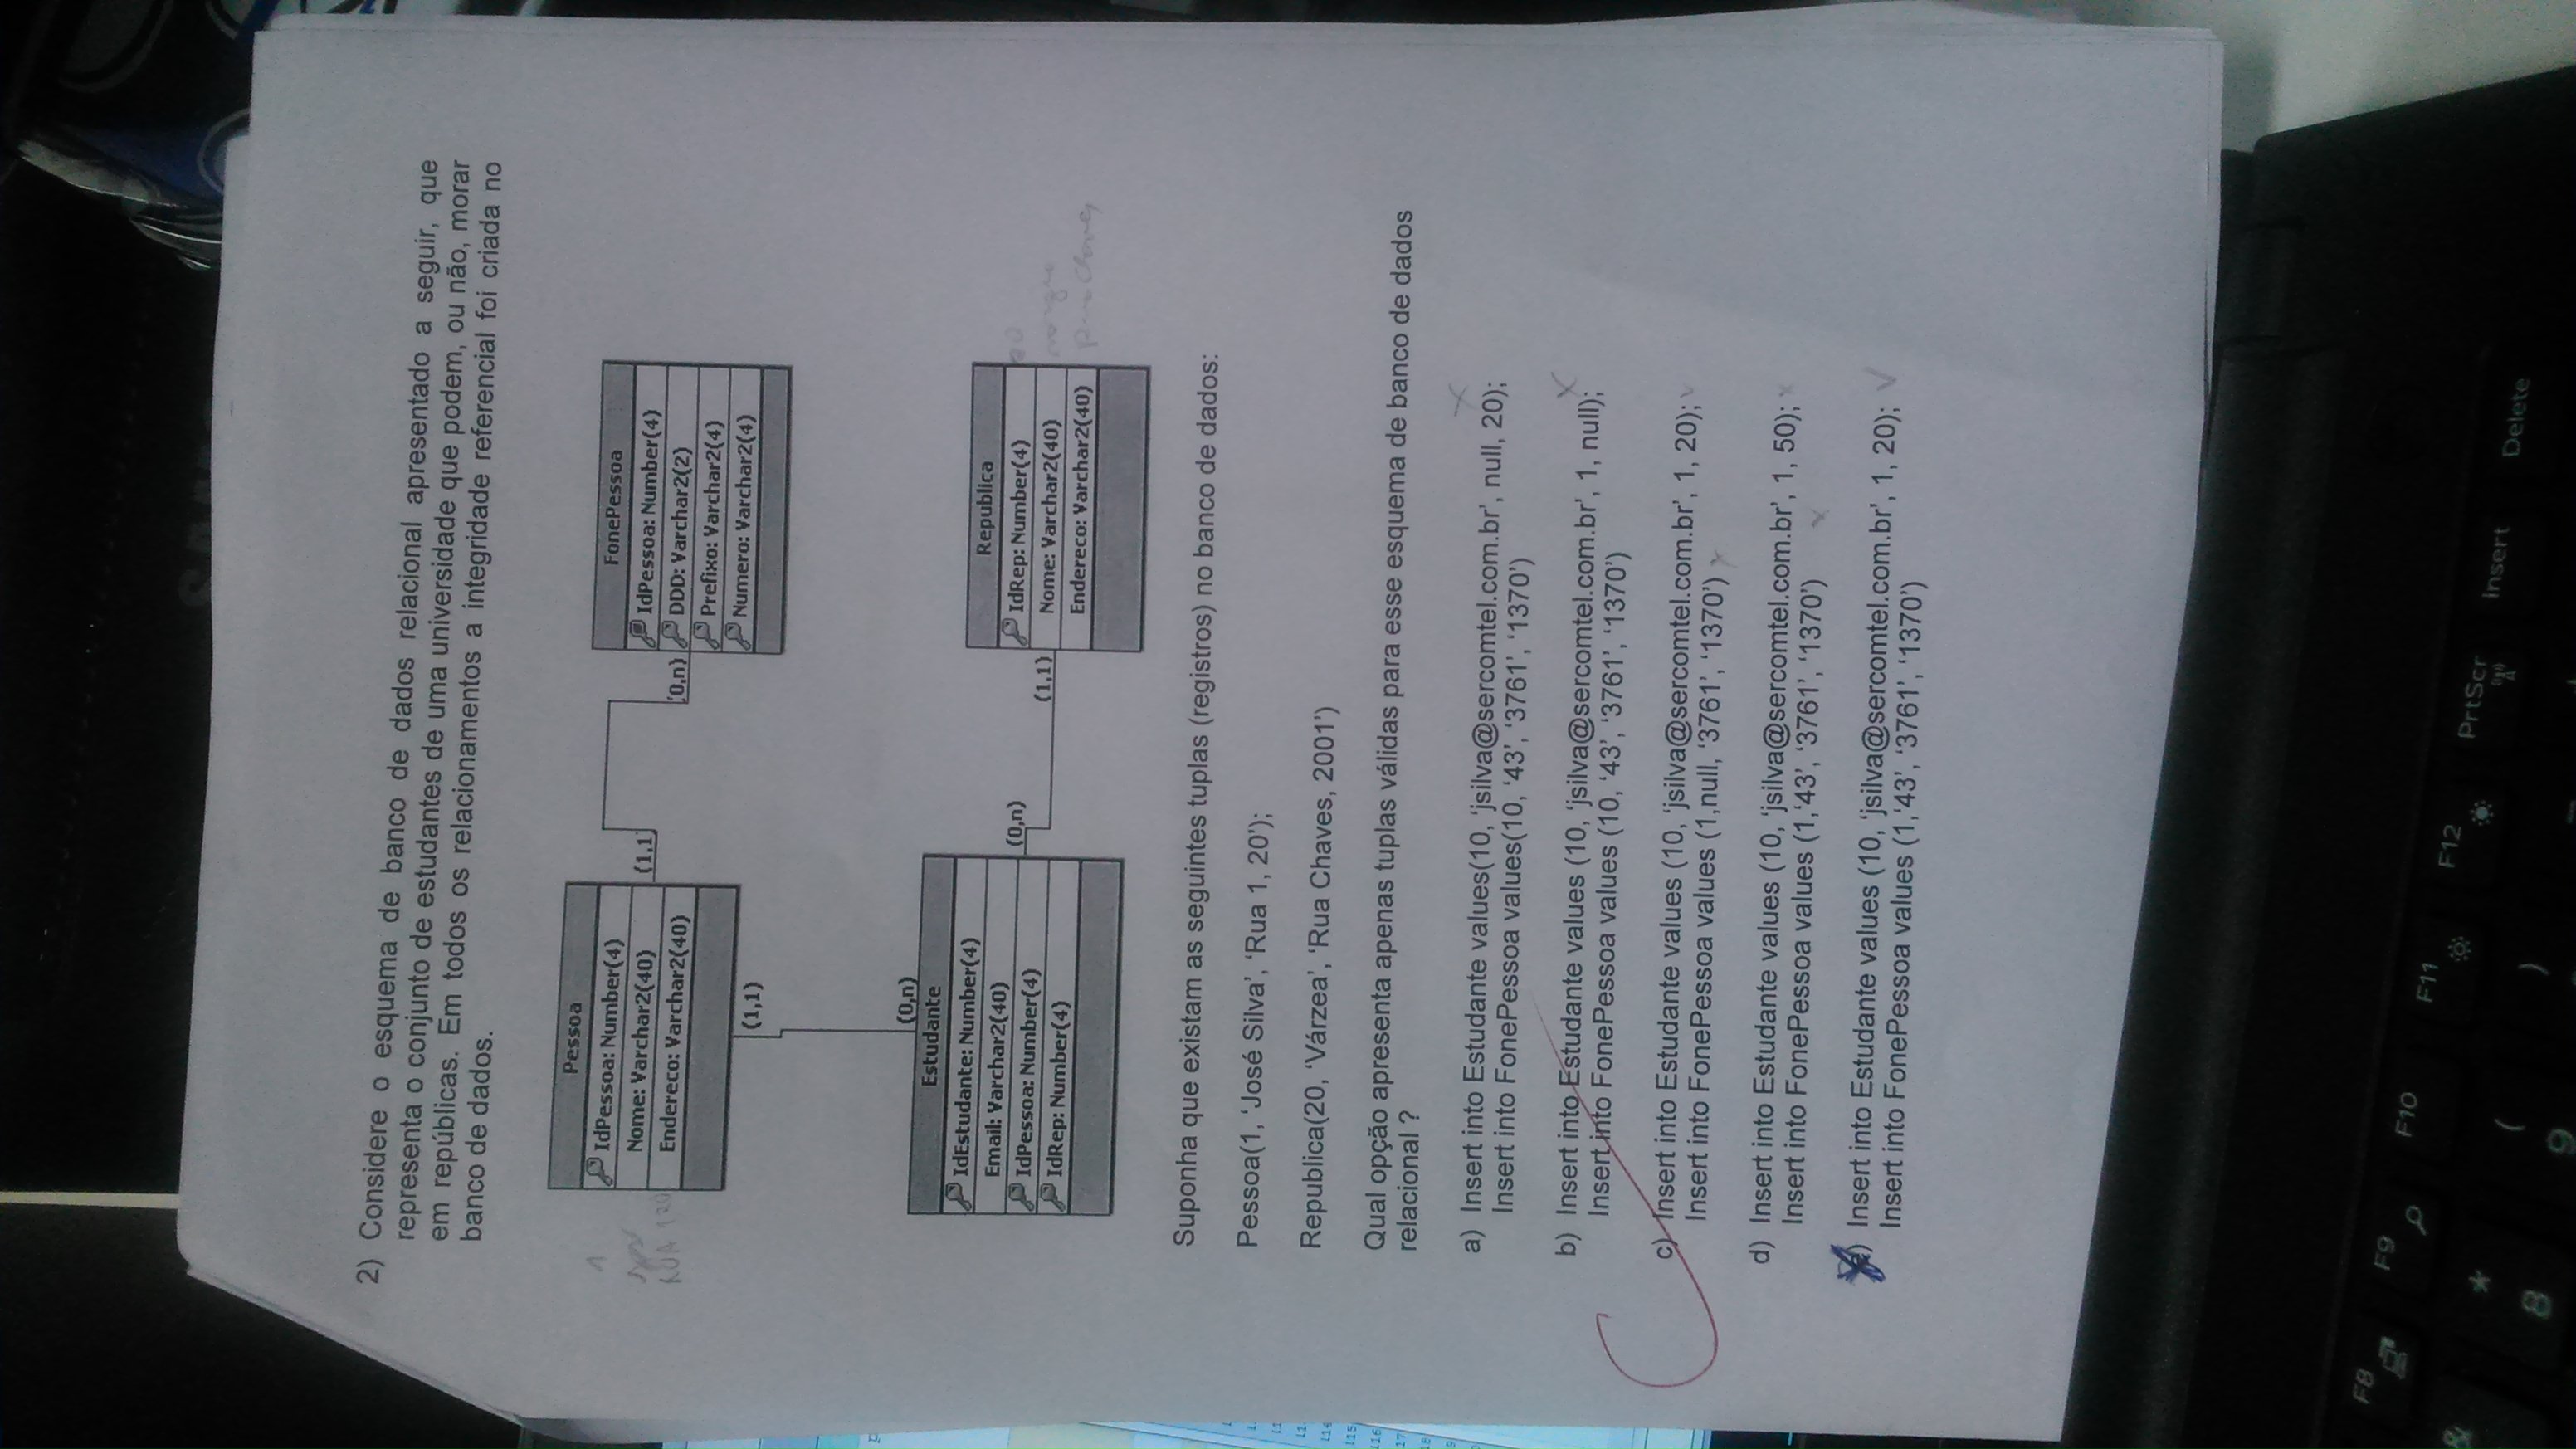 2) Considere o esquema de banco de dados relacional apresentado a seguir, que
representa o conjunto de estudantes de uma universidade que podem, ou não, morar
em repúblicas. Em todos os relacionamentos a integridade referencial foi criada no
banco de dados.
Pessoa
IdPessoa: Number(4)
Nome: Varchar2(40)
Endereco: Varchar2(40)
(1,1)
(0,n)
FonePessoa
IdPessoa: Number(4)
DDD: Varchar2(2)
Prefixo: Varchar2(4)
Numero: Varchar2(4)
(1,1)
(0,n)
Estudante
IdEstudante: Number(4)
Email: Varchar2(40)
IdPessoa: Number(4)
IdRep: Number(4)
(0,n)
(1,1)
Republica
IdRep: Number(4)
Nome: Varchar2(40)
Endereco: Varchar2(40)
Suponha que existam as seguintes tuplas (registros) no banco de dados:
Pessoa(1, ‘José Silva’, ‘Rua 1, 20’);
Republica(20, ‘Várzea’, ‘Rua Chaves, 2001’)
Qual opção apresenta apenas tuplas válidas para esse esquema de banco de dados
relacional ?
a) Insert into Estudante values(10, ‘jsilva@sercomtel.com.br’, null, 20);
Insert into FonePessoa values(10, ‘43’, ‘3761’, ‘1370’)
b) Insert into Estudante values (10, ‘jsilva@sercomtel.com.br’, 1, null);
Insert into FonePessoa values (10, ‘43’, ‘3761’, ‘1370’)
c) Insert into Estudante values (10, ‘jsilva@sercomtel.com.br’, 1, 20);
Insert into FonePessoa values (1,null, ‘3761’, ‘1370’)
d) Insert into Estudante values (10, ‘jsilva@sercomtel.com.br’, 1, 50);
Insert into FonePessoa values (1,‘43’, ‘3761’, ‘1370’)
) Insert into Estudante values (10, ‘jsilva@sercomtel.com.br’, 1, 20);
Insert into FonePessoa values (1,‘43’, ‘3761’, ‘1370’)
F8
F9
F10
F11
F12
PrtScr
Insert
Delete
&
*
8
(
9
)